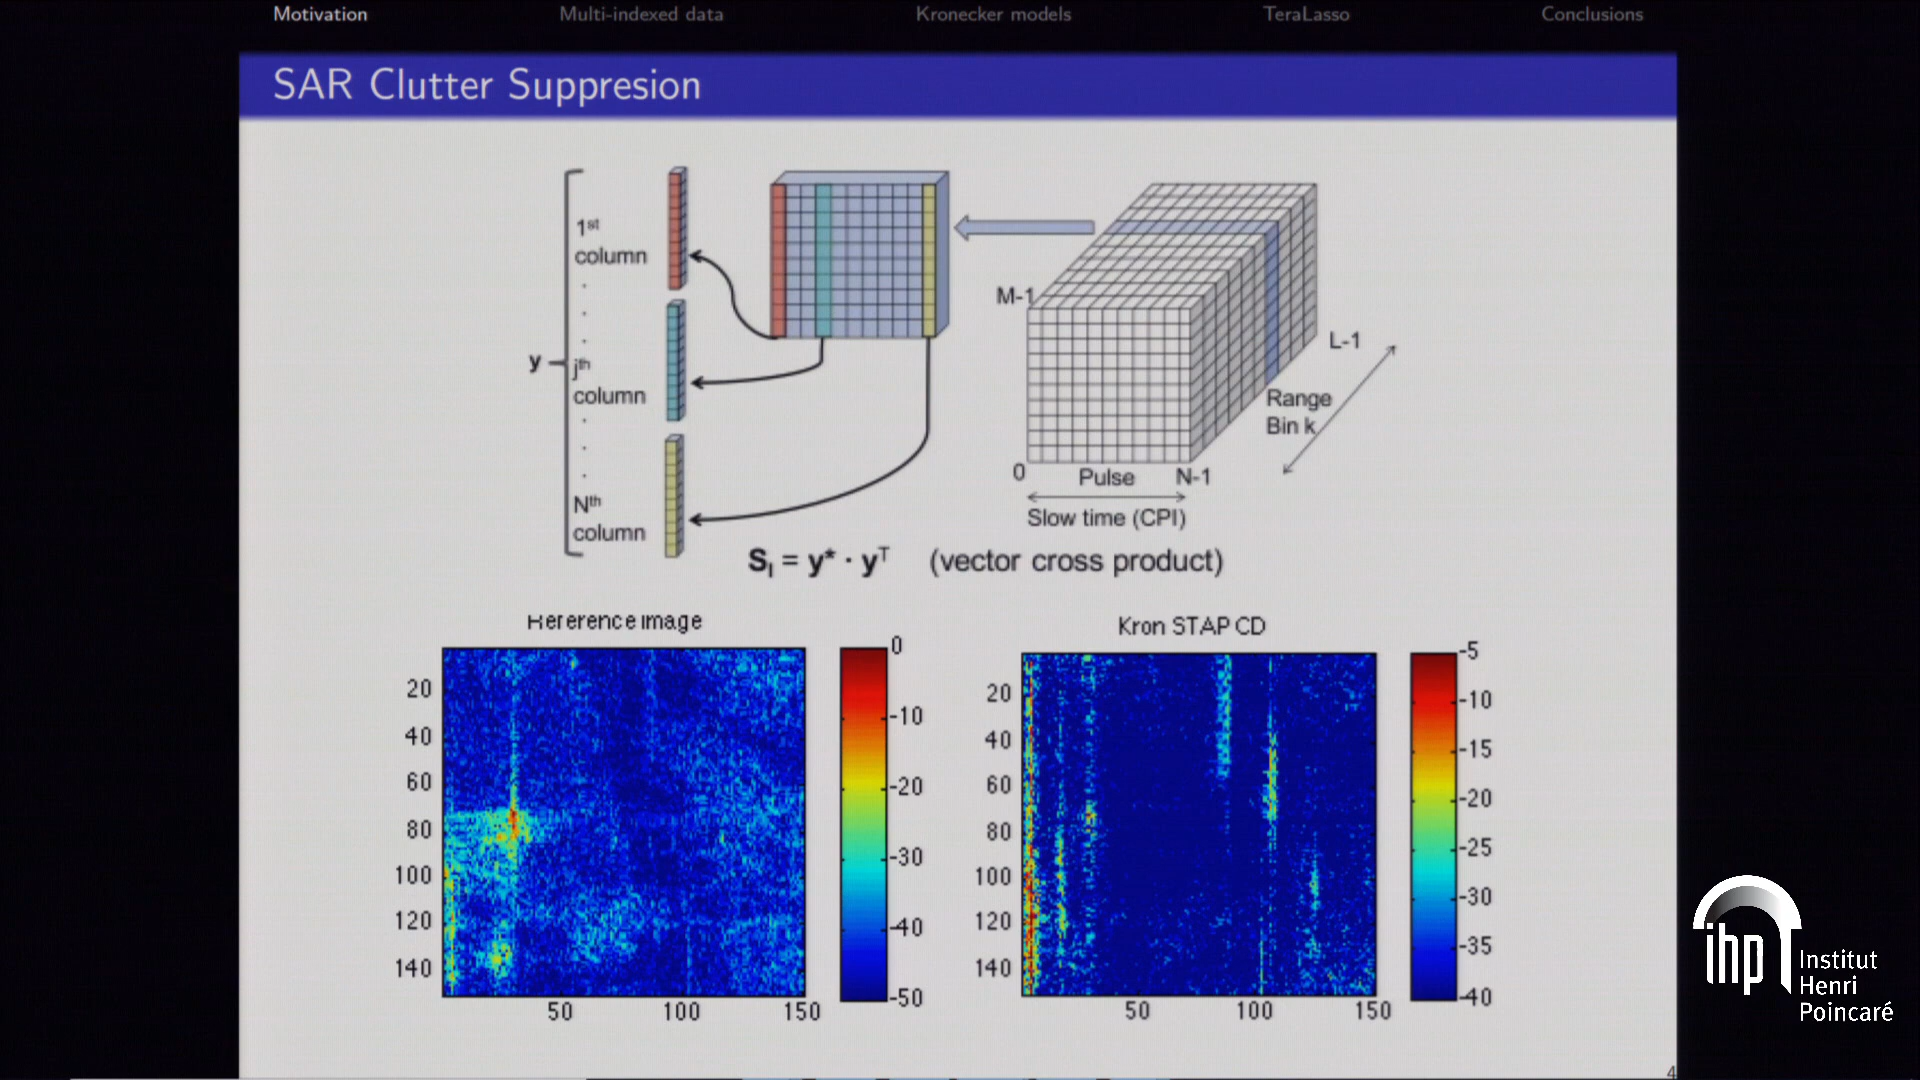 Motivation Multi-indexed data Kronecker models TeraLasso Conclusions
SAR Clutter Suppresion
1st
column
.
.
.
y
jth
column
.
.
.
Nth
column
M-1
L-1
Range
Bin k
0 Pulse N-1
Slow time (CPI)
Sl = y* · yT (vector cross product)
Reference Image
20
40
60
80
100
120
140
50 100 150
0
-10
-20
-30
-40
-50
Kron STAP CD
20
40
60
80
100
120
140
50 100 150
-5
-10
-15
-20
-25
-30
-35
-40
4
ihp Institut
Henri
Poincaré